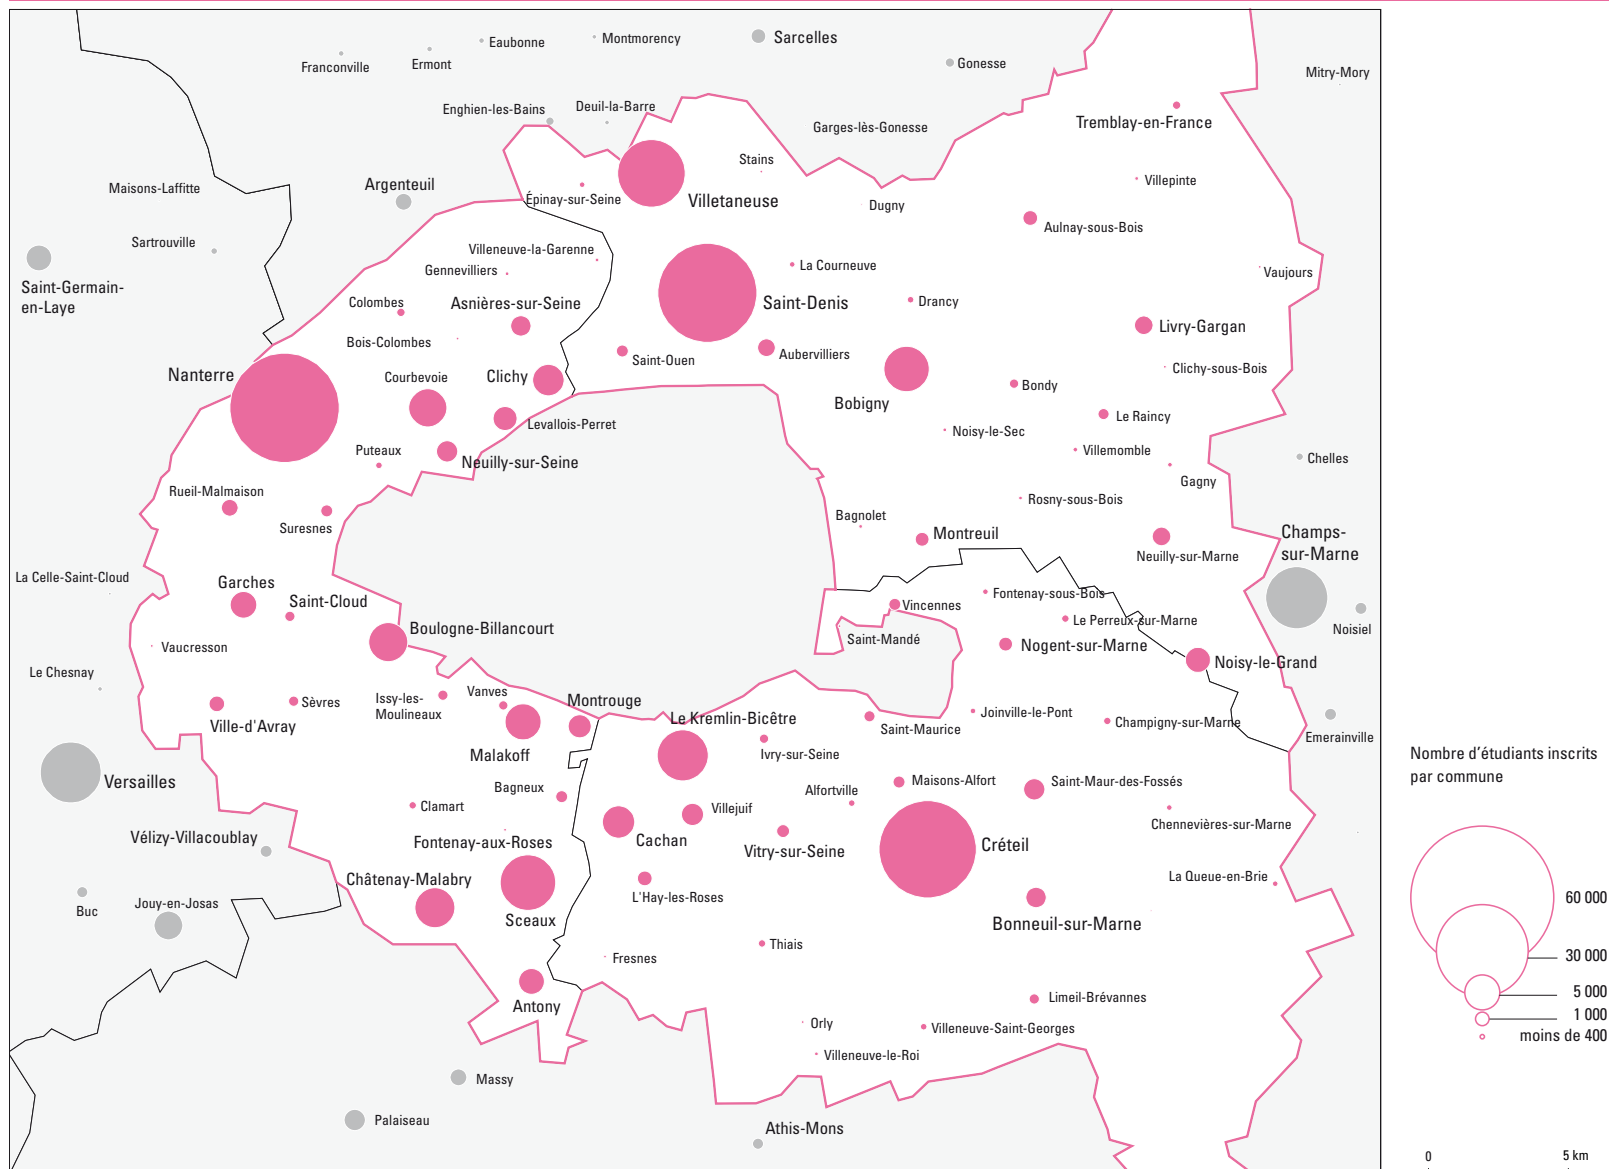 Eaubonne
Montmorency
Sarcelles
Franconville
Ermont
Gonesse
Mitry-Mory
Enghien-les-Bains
Deuil-la-Barre
Garges-lès-Gonesse
Tremblay-en-France
Stains
Villepinte
Maisons-Laffitte
Argenteuil
Épinay-sur-Seine
Villetaneuse
Dugny
Aulnay-sous-Bois
Sartrouville
Villeneuve-la-Garenne
Gennevilliers
La Courneuve
Vaujours
Saint-Germain-
en-Laye
Colombes
Asnières-sur-Seine
Saint-Denis
Drancy
Livry-Gargan
Bois-Colombes
Saint-Ouen
Aubervilliers
Nanterre
Courbevoie
Clichy
Clichy-sous-Bois
Bondy
Bobigny
Levallois-Perret
Le Raincy
Noisy-le-Sec
Puteaux
Neuilly-sur-Seine
Villemomble
Chelles
Gagny
Rueil-Malmaison
Rosny-sous-Bois
Suresnes
Bagnolet
Montreuil
Champs-
sur-Marne
Neuilly-sur-Marne
La Celle-Saint-Cloud
Garches
Saint-Cloud
Fontenay-sous-Bois
Vincennes
Le Perreux-sur-Marne
Noisiel
Boulogne-Billancourt
Saint-Mandé
Vaucresson
Nogent-sur-Marne
Noisy-le-Grand
Le Chesnay
Sèvres
Issy-les-
Moulineaux
Vanves
Montrouge
Le Kremlin-Bicêtre
Joinville-le-Pont
Champigny-sur-Marne
Ville-d'Avray
Saint-Maurice
Emerainville
Malakoff
Ivry-sur-Seine
Versailles
Bagneux
Alfortville
Maisons-Alfort
Saint-Maur-des-Fossés
Clamart
Villejuif
Chennevières-sur-Marne
Vélizy-Villacoublay
Fontenay-aux-Roses
Cachan
Vitry-sur-Seine
Créteil
Châtenay-Malabry
La Queue-en-Brie
Buc
Jouy-en-Josas
L'Hay-les-Roses
Sceaux
Bonneuil-sur-Marne
Thiais
Fresnes
Antony
Limeil-Brévannes
Orly
Villeneuve-Saint-Georges
Villeneuve-le-Roi
Massy
Palaiseau
Athis-Mons
Nombre d'étudiants inscrits
par commune
60 000
30 000
5 000
1 000
moins de 400
0
5 km